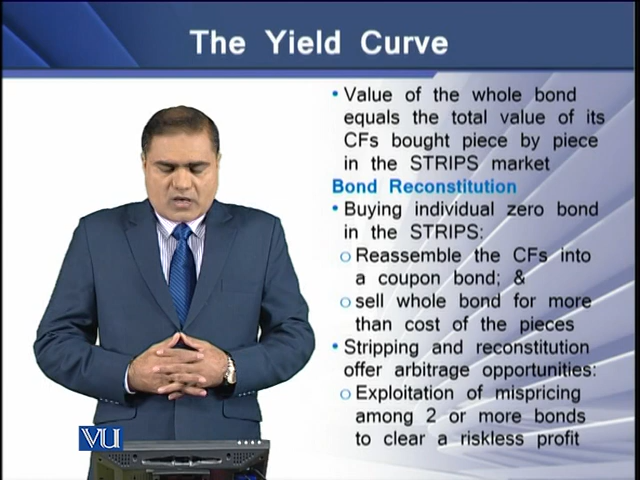 The Yield Curve
• Value of the whole bond
equals the total value of its
CFs bought piece by piece
in the STRIPS market
Bond Reconstitution
• Buying individual zero bond
in the STRIPS:
o Reassemble the CFs into
a coupon bond; &
o sell whole bond for more
than cost of the pieces
• Stripping and reconstitution
offer arbitrage opportunities:
o Exploitation of mispricing
among 2 or more bonds
to clear a riskless profit
VU